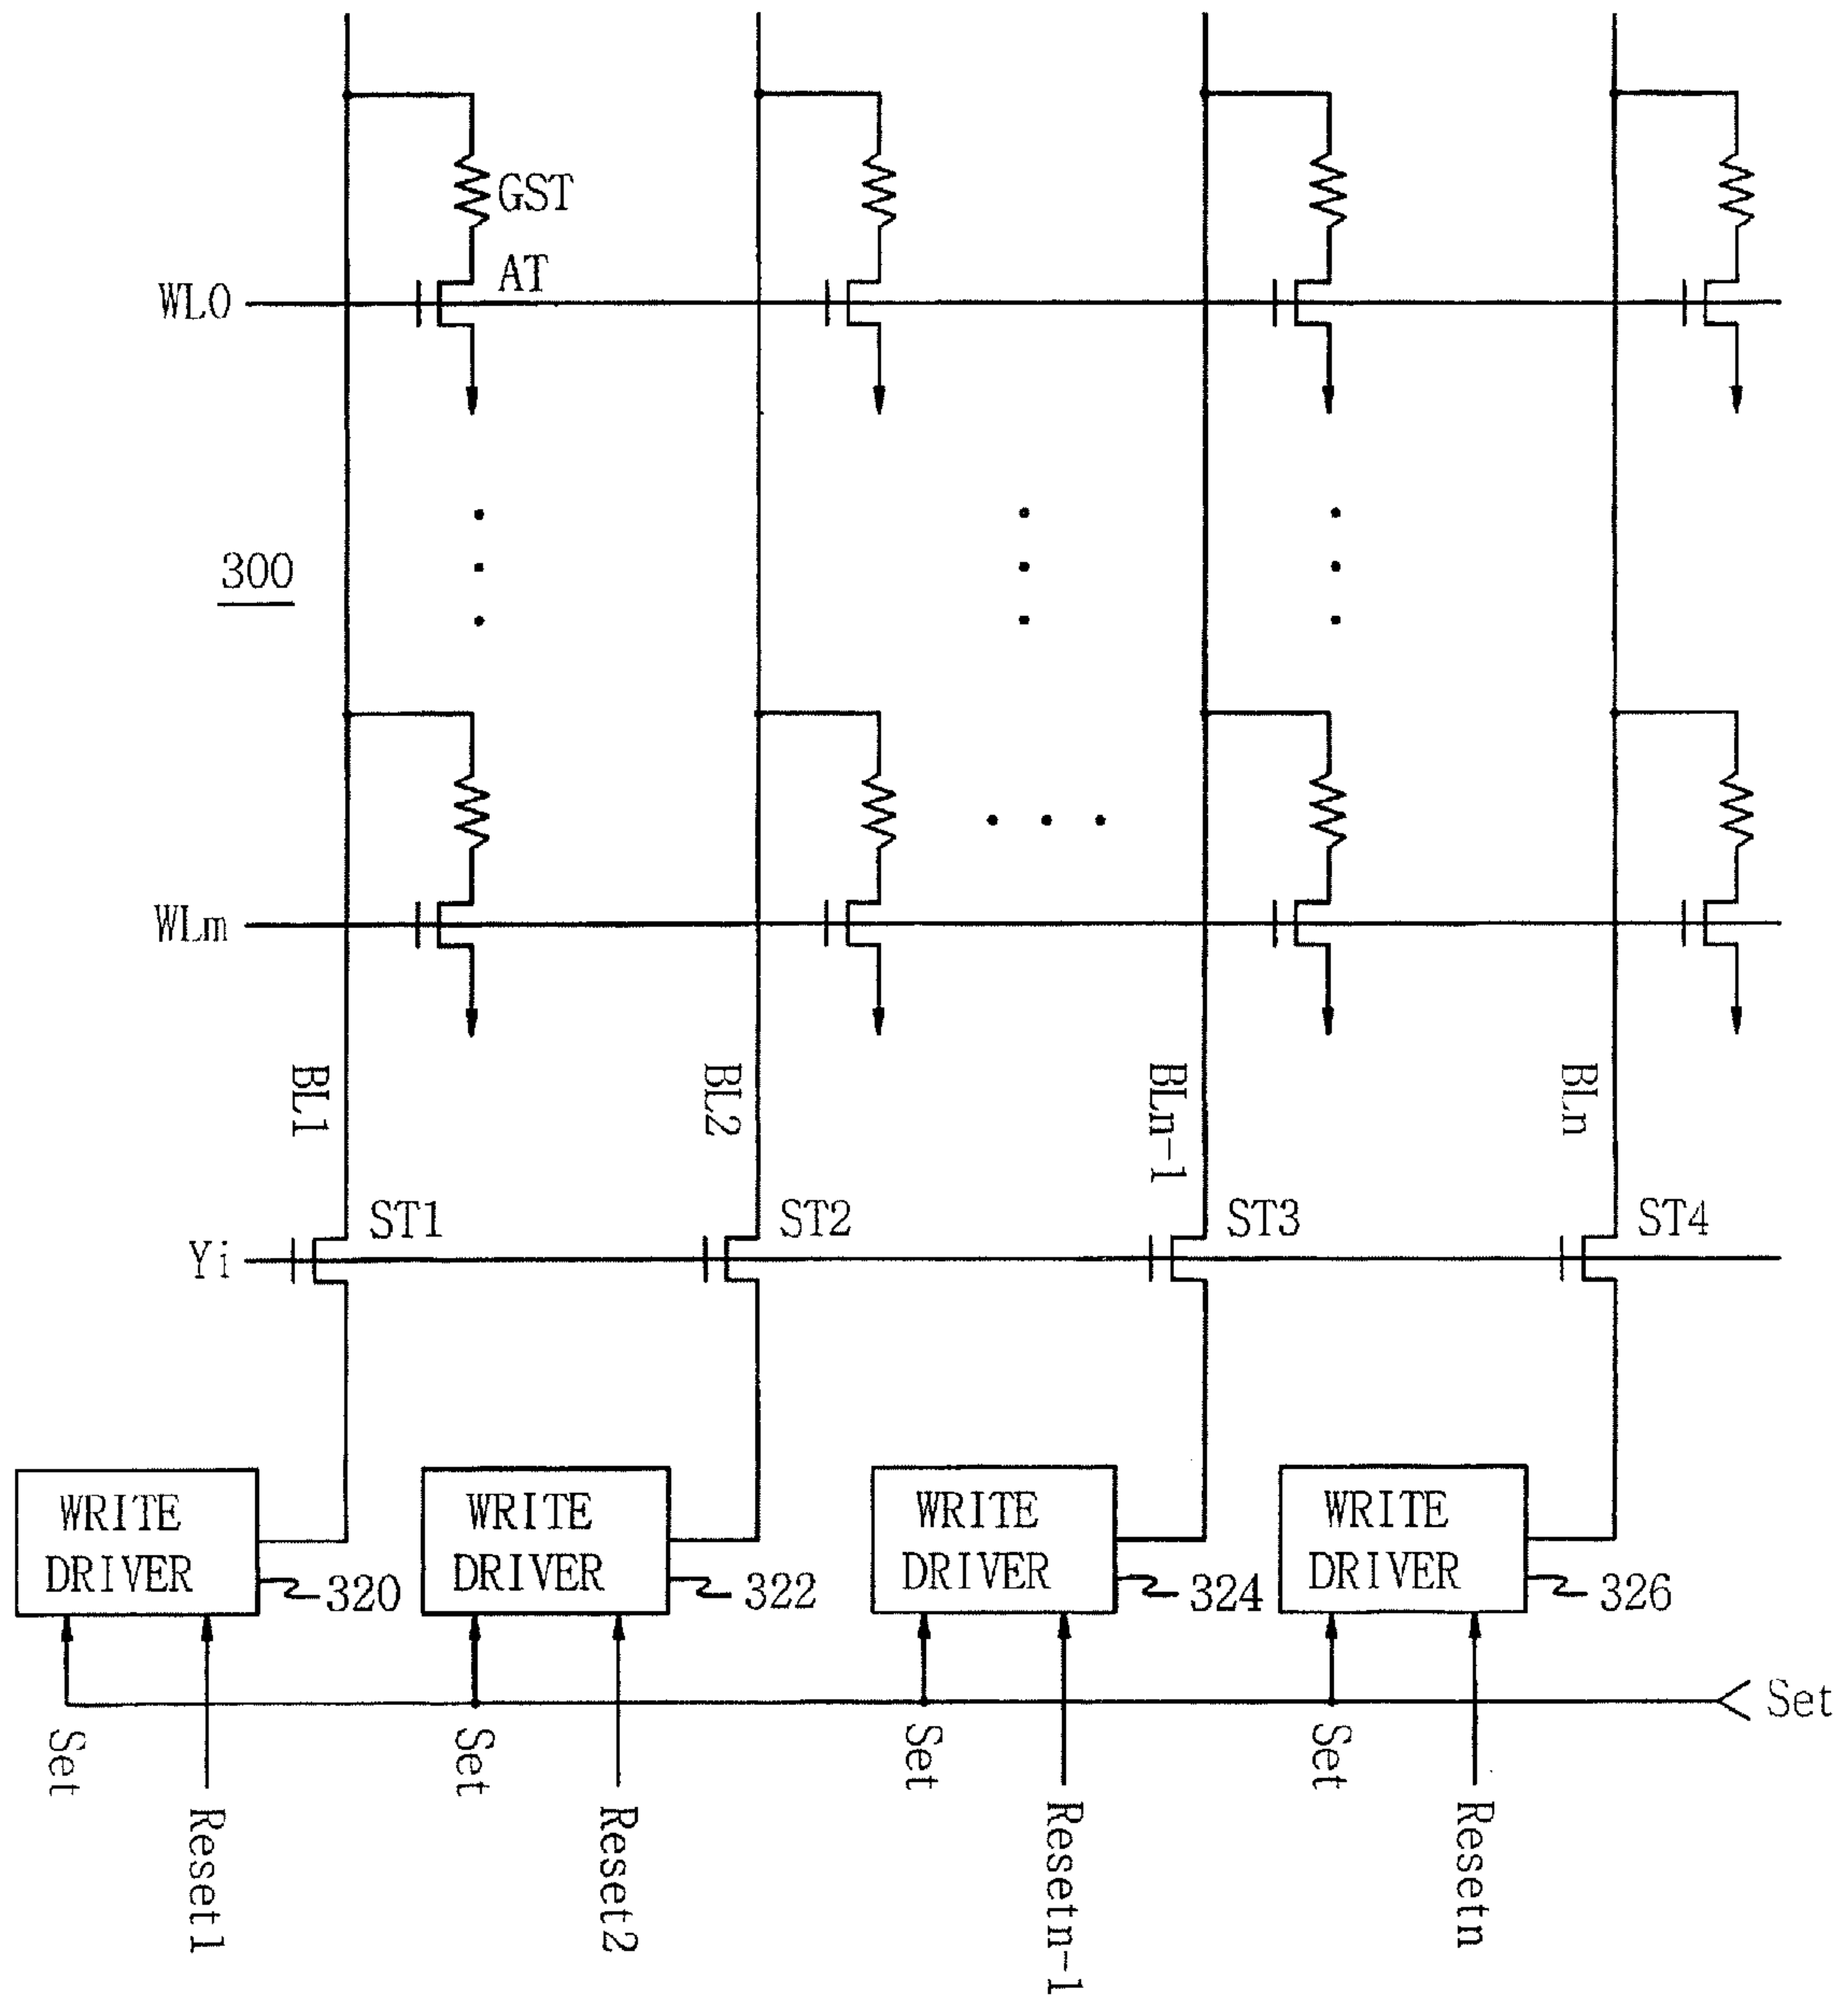 GST
AT
WL0
300
WLm
BL1
BL2
BLn-1
BLn
ST1
ST2
ST3
ST4
Yi
WRITE
DRIVER
320
WRITE
DRIVER
322
WRITE
DRIVER
324
WRITE
DRIVER
326
Set
Set
Set
Set
Set
Reset1
Reset2
Resetn-1
Resetn